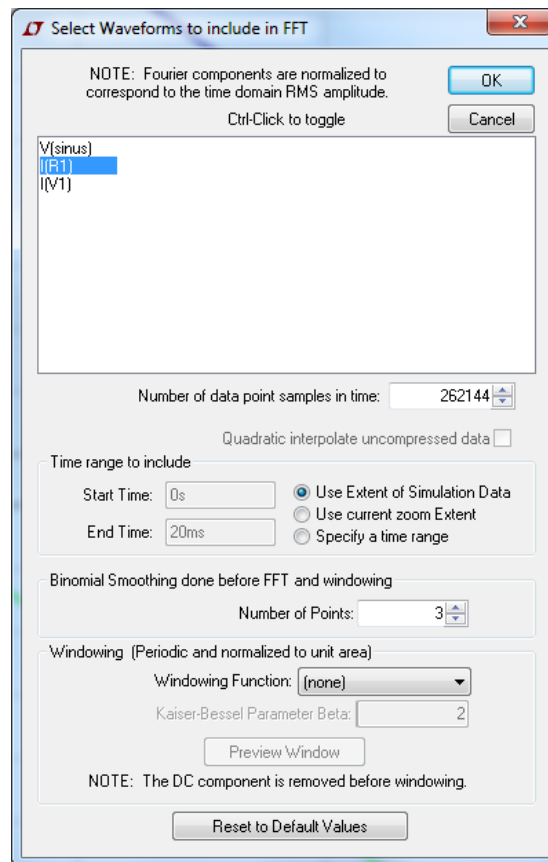 Select Waveforms to include in FFT
NOTE: Fourier components are normalized to
correspond to the time domain RMS amplitude.
OK
Ctrl-Click to toggle
Cancel
V(sinus)
I(R1)
I(V1)
Number of data point samples in time: 262144
Quadratic interpolate uncompressed data
Time range to include
Start Time: 0s
Use Extent of Simulation Data
Use current zoom Extent
End Time: 20ms
Specify a time range
Binomial Smoothing done before FFT and windowing
Number of Points: 3
Windowing (Periodic and normalized to unit area)
Windowing Function: (none)
Kaiser-Bessel Parameter Beta: 2
Preview Window
NOTE: The DC component is removed before windowing.
Reset to Default Values